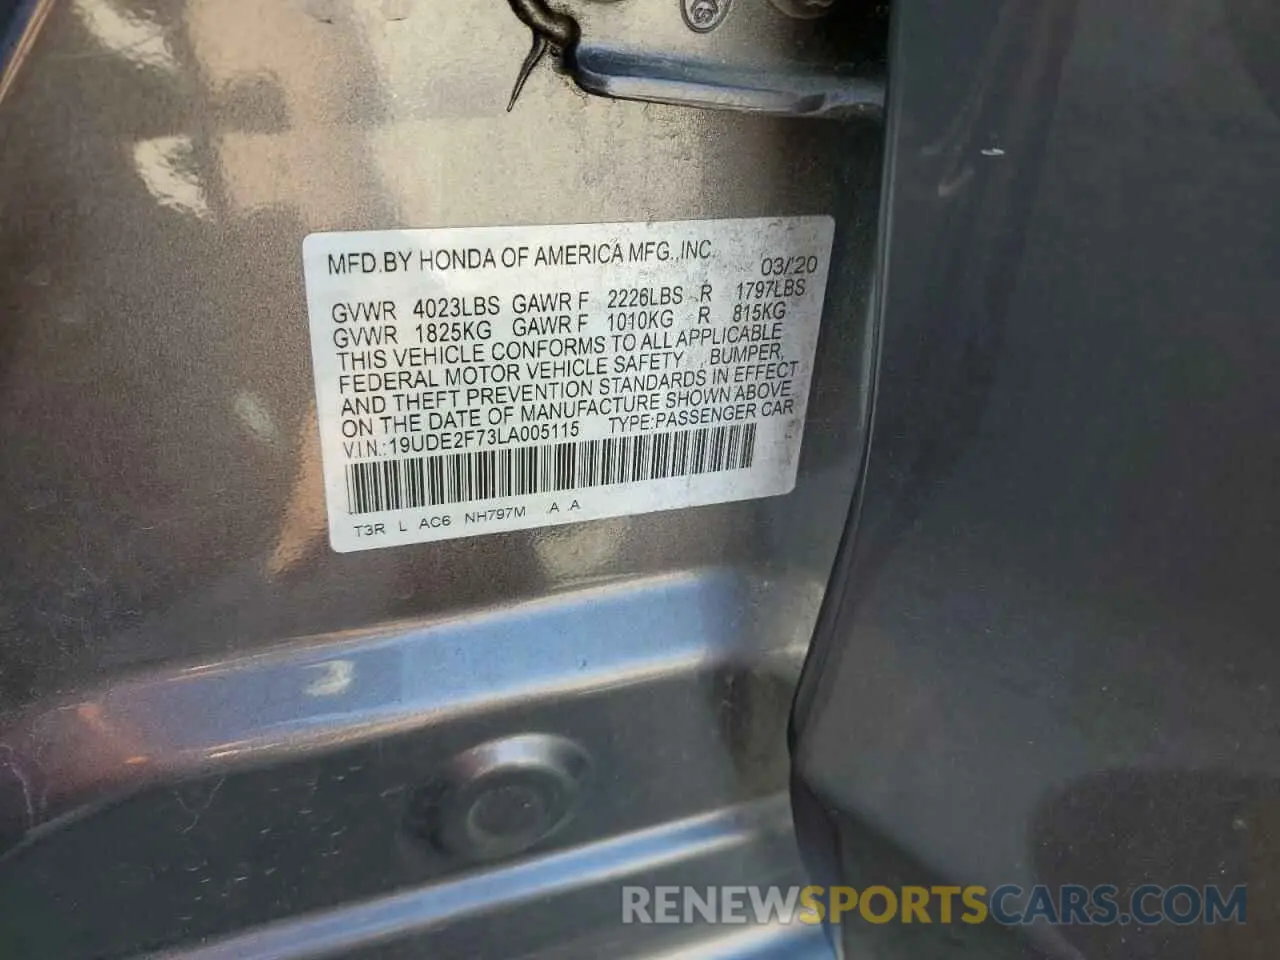 MFD.BY HONDA OF AMERICA MFG.,INC. 03/'20
GVWR 4023LBS GAWR F 2226LBS R 1797LBS
GVWR 1825KG GAWR F 1010KG R 815KG
THIS VEHICLE CONFORMS TO ALL APPLICABLE
FEDERAL MOTOR VEHICLE SAFETY , BUMPER,
AND THEFT PREVENTION STANDARDS IN EFFECT
ON THE DATE OF MANUFACTURE SHOWN ABOVE
V.I.N.:19UDE2F73LA005115 TYPE:PASSENGER CAR
T3R L AC6 NH797M .A .A
RENEWSPORTSCARS.COM